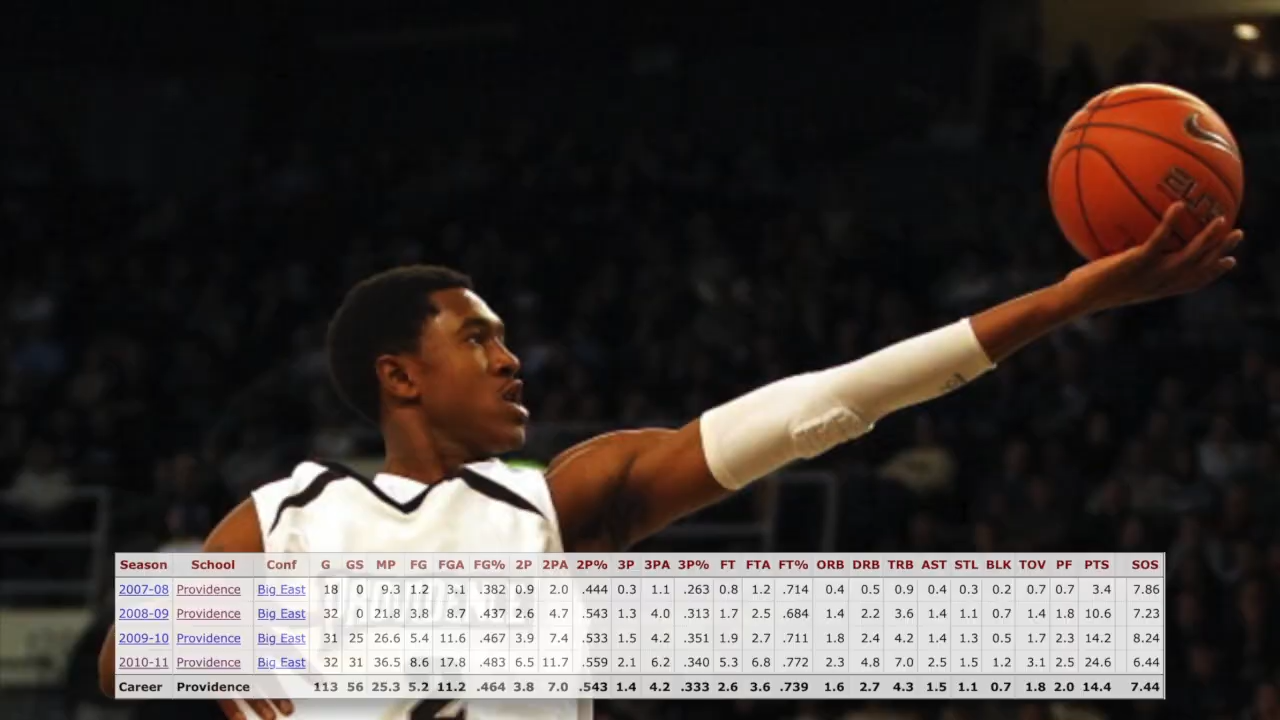 ELITE
Season School Conf G GS MP FG FGA FG% 2P 2PA 2P% 3P 3PA 3P% FT FTA FT% ORB DRB TRB AST STL BLK TOV PF PTS SOS
2007-08 Providence Big East 18 0 9.3 1.2 3.1 .382 0.9 2.0 .444 0.3 1.1 .263 0.8 1.2 .714 0.4 0.5 0.9 0.4 0.3 0.2 0.7 0.7 3.4 7.86
2008-09 Providence Big East 32 0 21.8 3.8 8.7 .437 2.6 4.7 .543 1.3 4.0 .313 1.7 2.5 .684 1.4 2.2 3.6 1.4 1.1 0.7 1.4 1.8 10.6 7.23
2009-10 Providence Big East 31 25 26.6 5.4 11.6 .467 3.9 7.4 .533 1.5 4.2 .351 1.9 2.7 .711 1.8 2.4 4.2 1.4 1.3 0.5 1.7 2.3 14.2 8.24
2010-11 Providence Big East 32 31 36.5 8.6 17.8 .483 6.5 11.7 .559 2.1 6.2 .340 5.3 6.8 .772 2.3 4.8 7.0 2.5 1.5 1.2 3.1 2.5 24.6 6.44
Career Providence 113 56 25.3 5.2 11.2 .464 3.8 7.0 .543 1.4 4.2 .333 2.6 3.6 .739 1.6 2.7 4.3 1.5 1.1 0.7 1.8 2.0 14.4 7.44